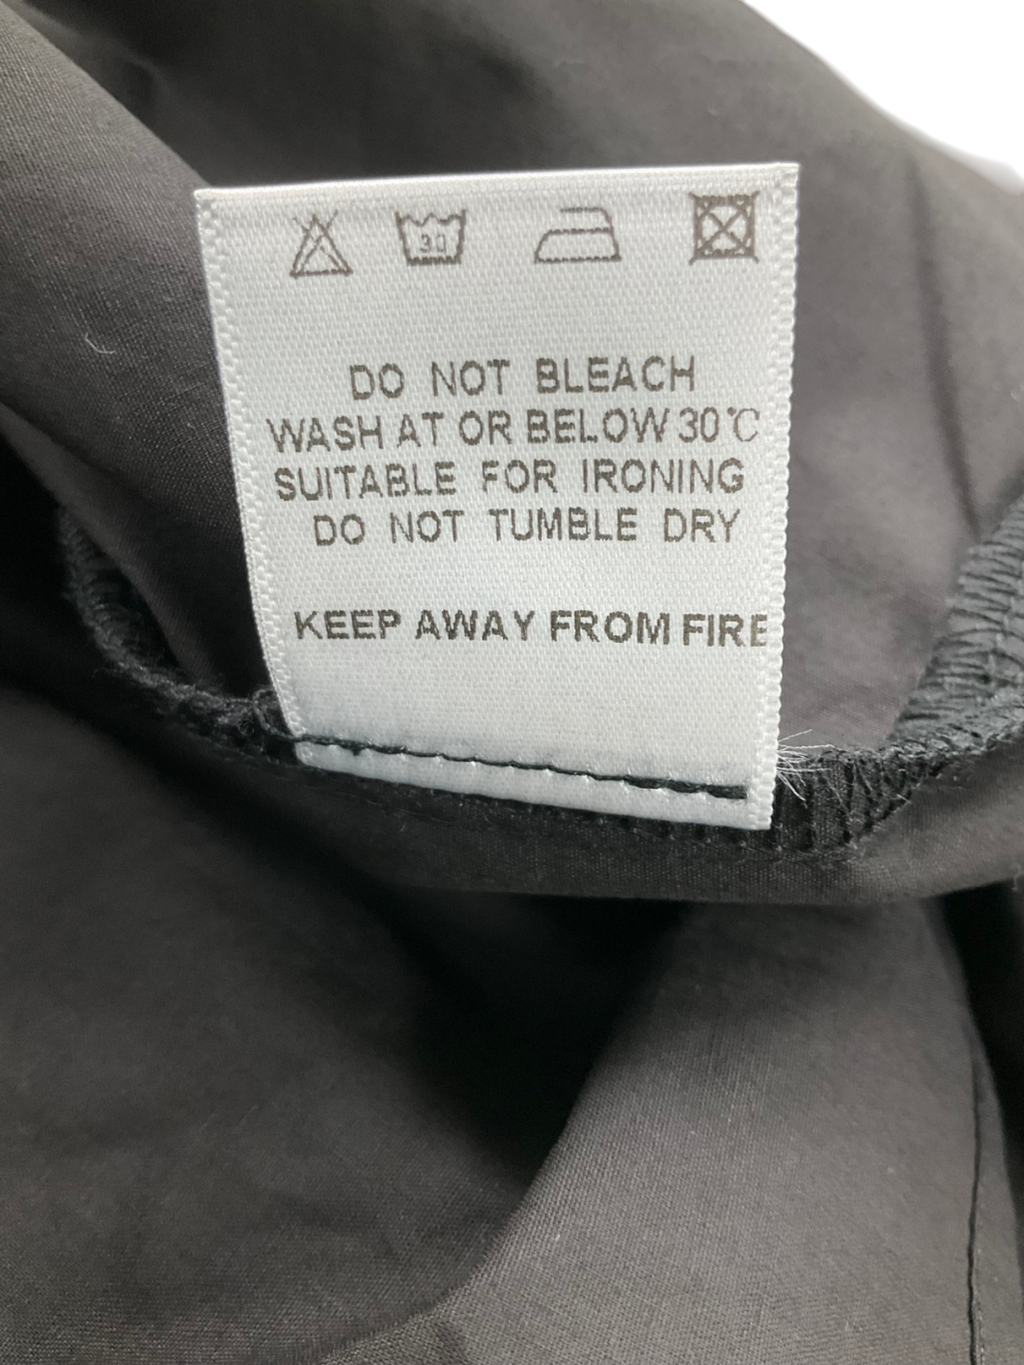 30
DO NOT BLEACH
WASH AT OR BELOW 30℃
SUITABLE FOR IRONING
DO NOT TUMBLE DRY
KEEP AWAY FROM FIRE